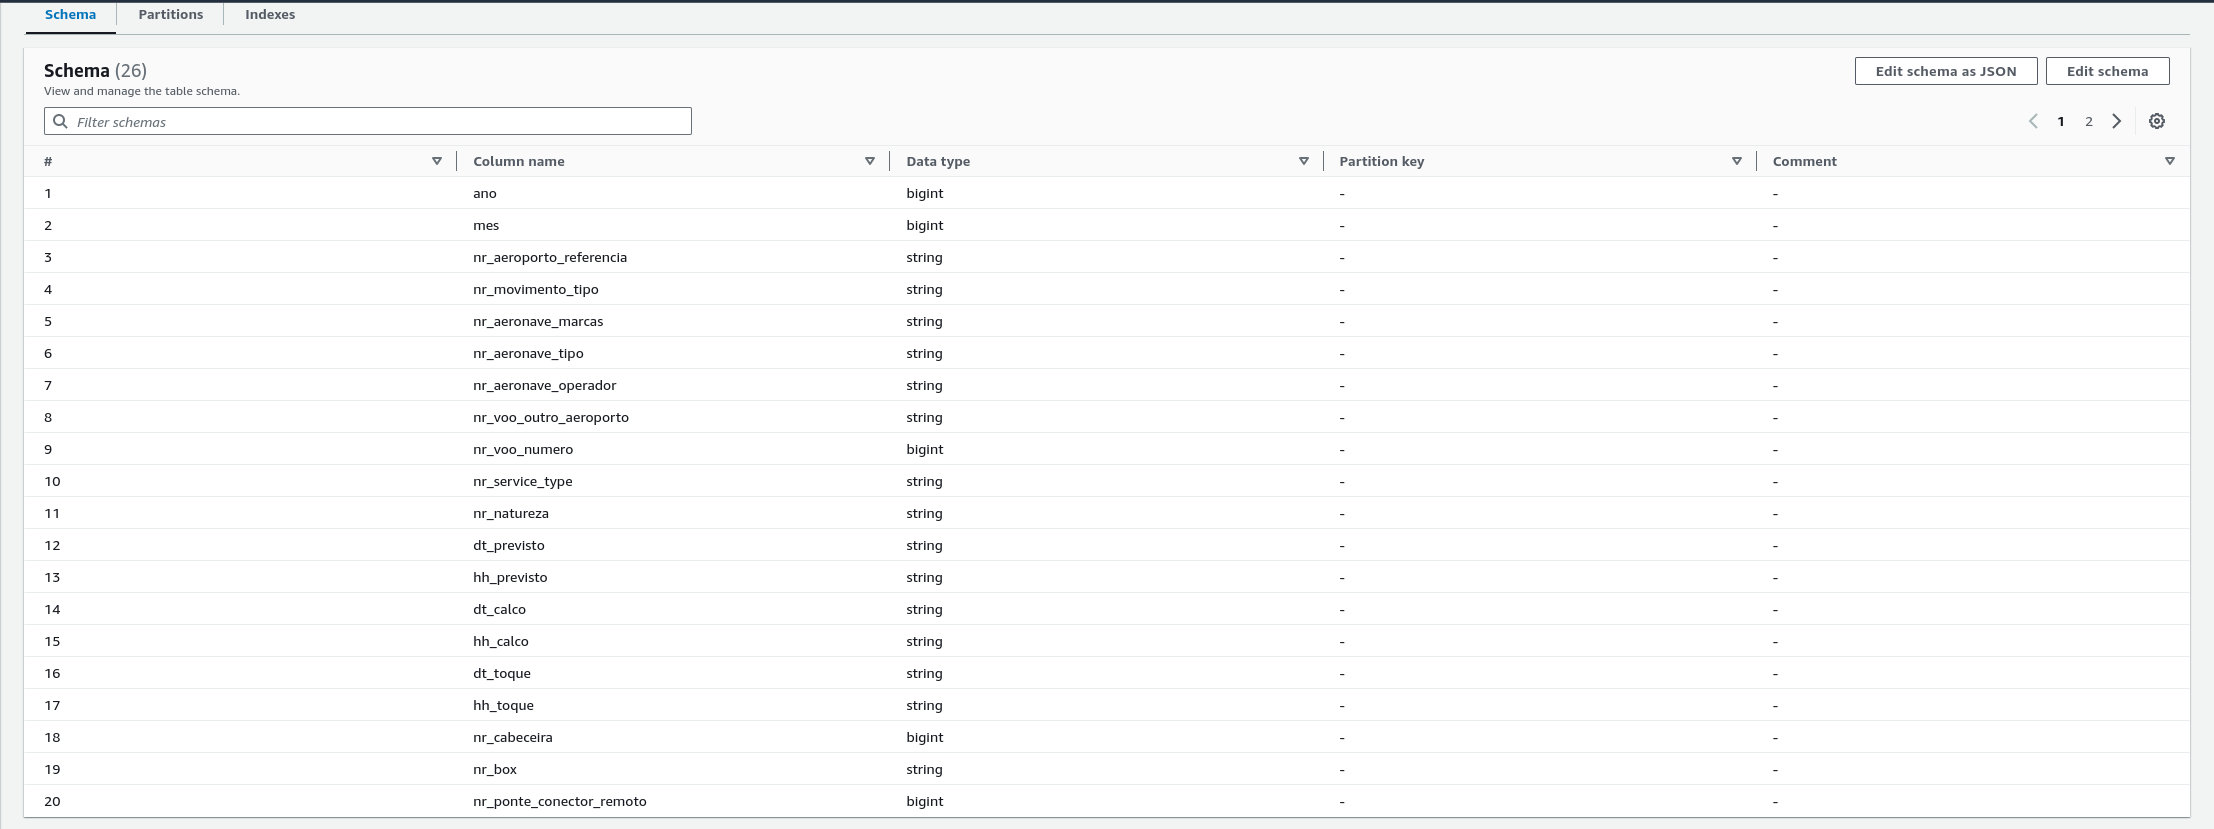 Schema Partitions Indexes
Schema (26)
Edit schema as JSON Edit schema
View and manage the table schema.
Filter schemas
1 2
# Column name Data type Partition key Comment
1 ano bigint - -
2 mes bigint - -
3 nr_aeroporto_referencia string - -
4 nr_movimento_tipo string - -
5 nr_aeronave_marcas string - -
6 nr_aeronave_tipo string - -
7 nr_aeronave_operador string - -
8 nr_voo_outro_aeroporto string - -
9 nr_voo_numero bigint - -
10 nr_service_type string - -
11 nr_natureza string - -
12 dt_previsto string - -
13 hh_previsto string - -
14 dt_calco string - -
15 hh_calco string - -
16 dt_toque string - -
17 hh_toque string - -
18 nr_cabeceira bigint - -
19 nr_box string - -
20 nr_ponte_conector_remoto bigint - -